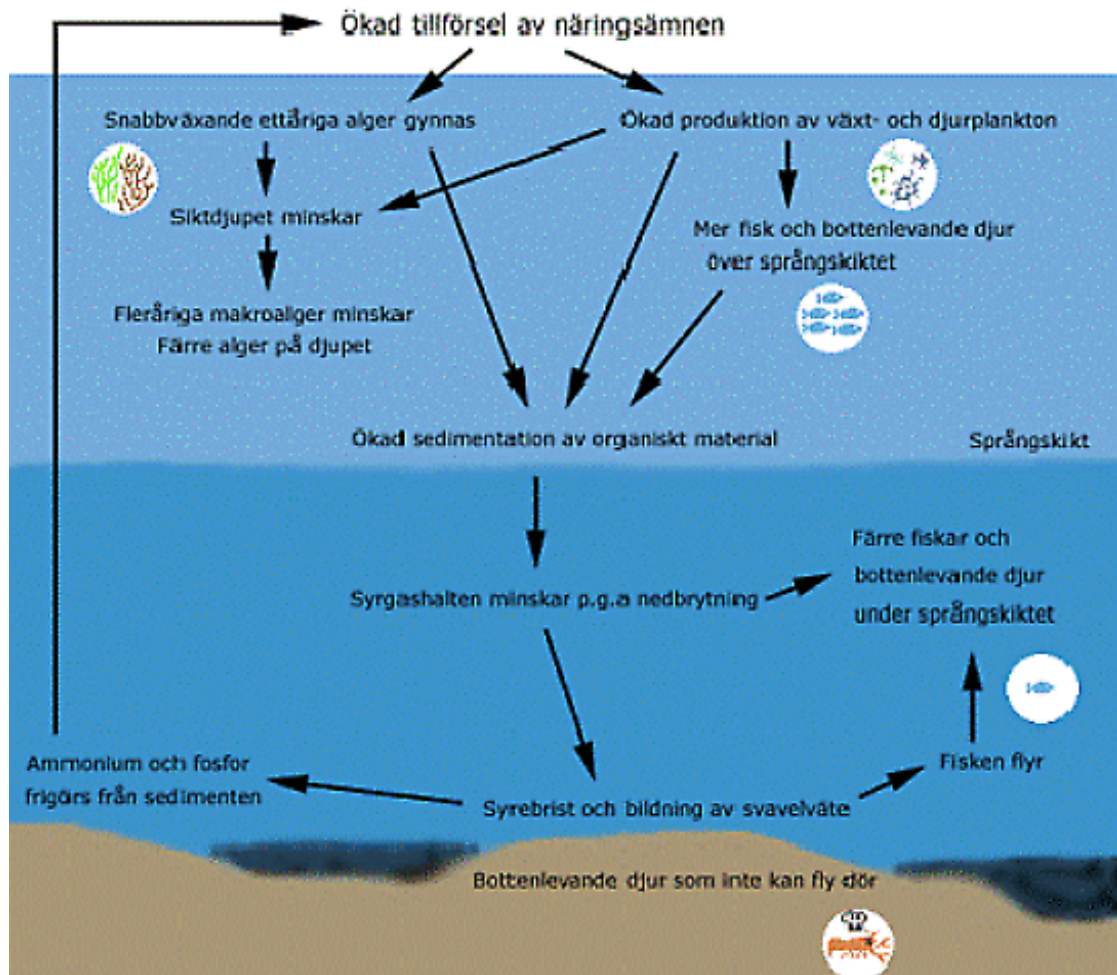 Ökad tillförsel av näringsämnen
Snabbväxande ettåriga alger gynnas
Ökad produktion av växt- och djurplankton
Siktdjupet minskar
Mer fisk och bottenlevande djur
över språngskiktet
Fleråriga makroalger minskar
Färre alger på djupet
Ökad sedimentation av organiskt material
Språngskikt
Färre fiskar och
bottenlevande djur
under språngskiktet
Syrgashalten minskar p.g.a nedbrytning
Ammonium och fosfor
frigörs från sedimenten
Fisken flyr
Syrebrist och bildning av svavelväte
Bottenlevande djur som inte kan fly dör